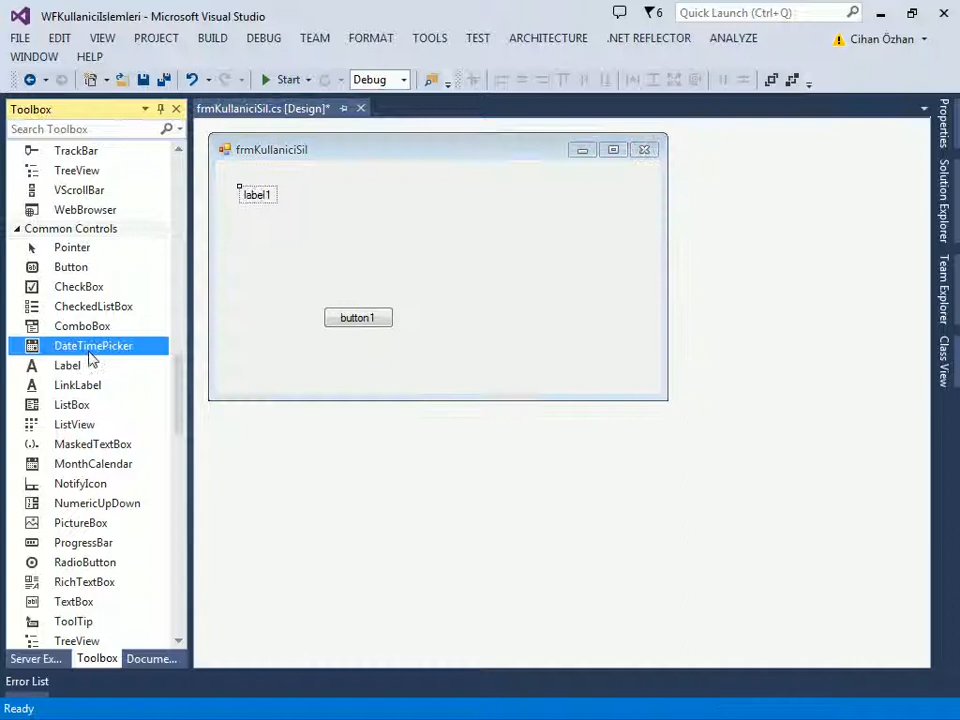 WFKullaniciIslemleri - Microsoft Visual Studio
6
Quick Launch (Ctrl+Q)
FILE EDIT VIEW PROJECT BUILD DEBUG TEAM FORMAT TOOLS TEST ARCHITECTURE .NET REFLECTOR ANALYZE
Cihan Özhan
WINDOW HELP
Start
Debug
Toolbox
frmKullaniciSil.cs [Design]*
Search Toolbox
TrackBar
TreeView
VScrollBar
WebBrowser
Common Controls
Pointer
Button
CheckBox
CheckedListBox
ComboBox
DateTimePicker
Label
LinkLabel
ListBox
ListView
MaskedTextBox
MonthCalendar
NotifyIcon
NumericUpDown
PictureBox
ProgressBar
RadioButton
RichTextBox
TextBox
ToolTip
TreeView
frmKullaniciSil
label1
button1
Properties
Solution Explorer
Team Explorer
Class View
Server Ex... Toolbox Docume...
Error List
Ready